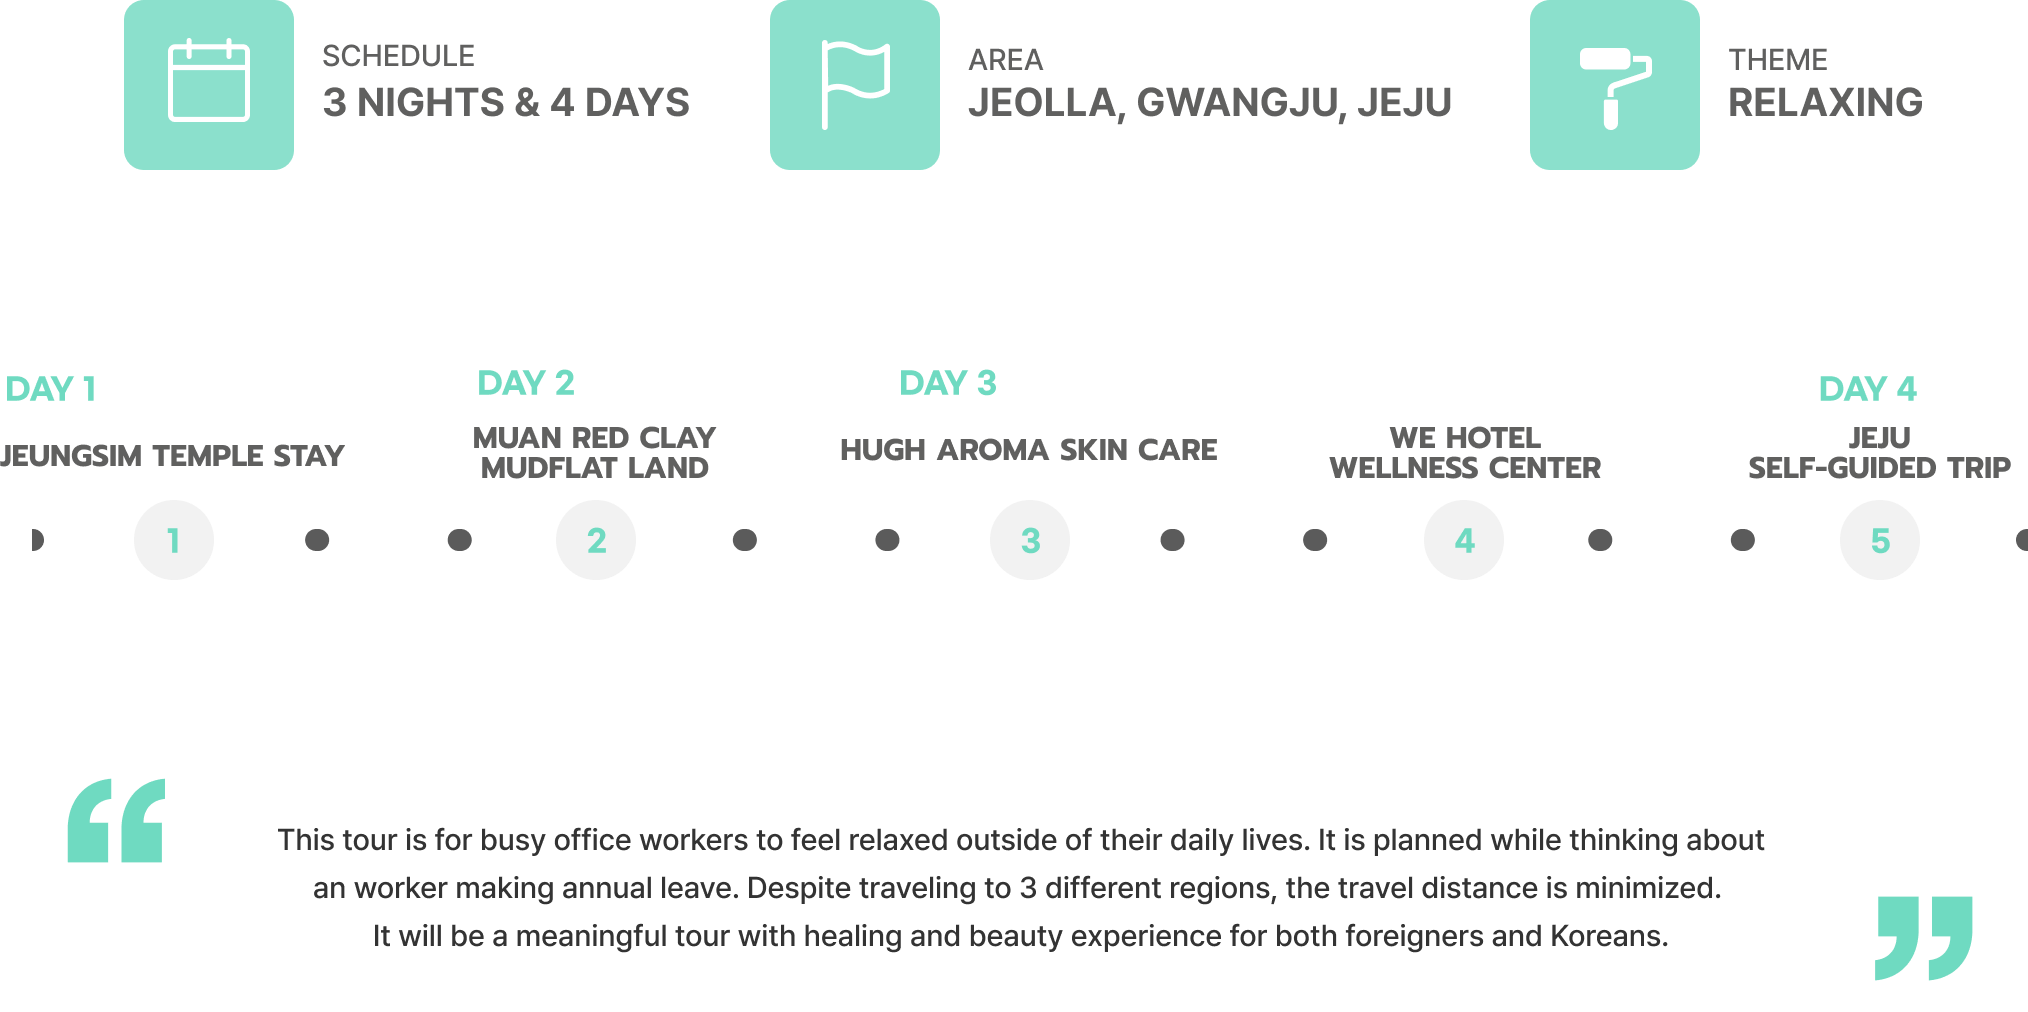 SCHEDULE
3 NIGHTS & 4 DAYS
AREA
JEOLLA, GWANGJU, JEJU
THEME
RELAXING
DAY 1
JEUNGSIM TEMPLE STAY
1
DAY 2
MUAN RED CLAY
MUDFLAT LAND
2
DAY 3
HUGH AROMA SKIN CARE
3
WE HOTEL
WELLNESS CENTER
4
DAY 4
JEJU
SELF-GUIDED TRIP
5
“
This tour is for busy office workers to feel relaxed outside of their daily lives. It is planned while thinking about
an worker making annual leave. Despite traveling to 3 different regions, the travel distance is minimized.
It will be a meaningful tour with healing and beauty experience for both foreigners and Koreans.
”